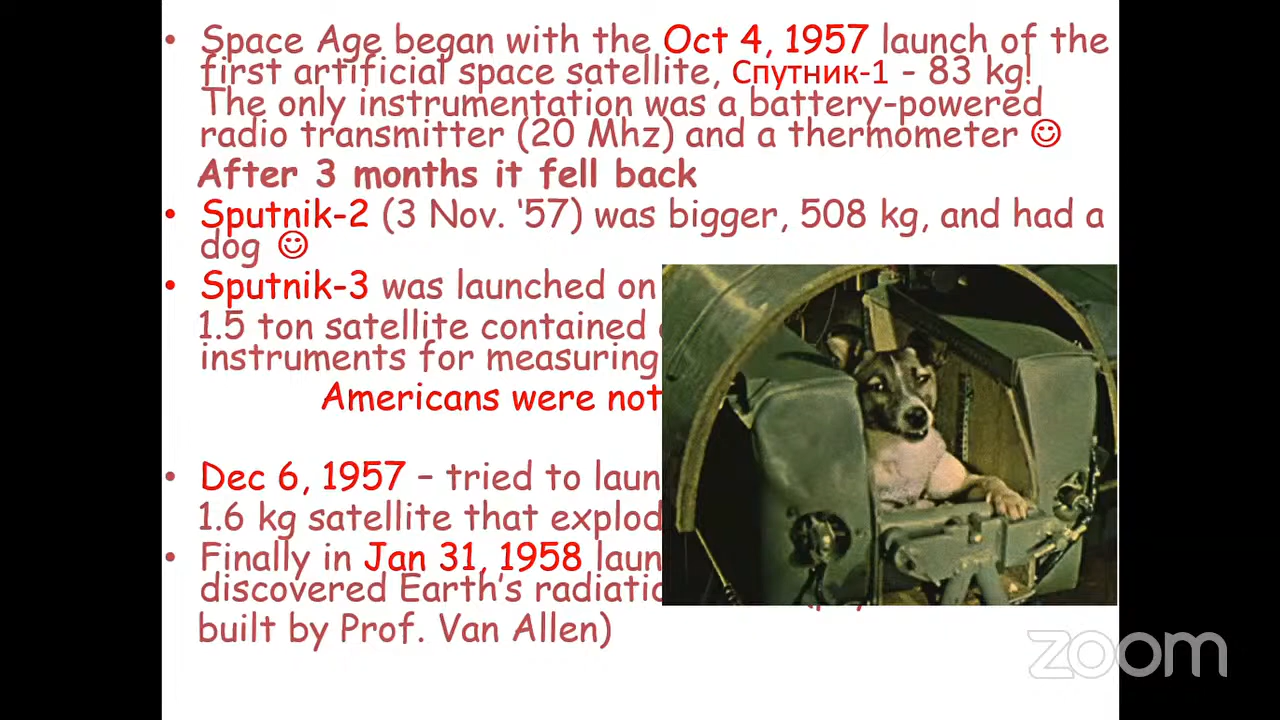 • Space Age began with the Oct 4, 1957 launch of the
first artificial space satellite, Спутник-1 – 83 kg!
The only instrumentation was a battery-powered
radio transmitter (20 Mhz) and a thermometer ☺
After 3 months it fell back
• Sputnik-2 (3 Nov. '57) was bigger, 508 kg, and had a
dog ☺
• Sputnik-3 was launched on
1.5 ton satellite contained
instruments for measuring
Americans were not
• Dec 6, 1957 – tried to
1.6 kg satellite that
• Finally in Jan 31, 1958
discovered Earth's
built by Prof. Van Allen)
zoom